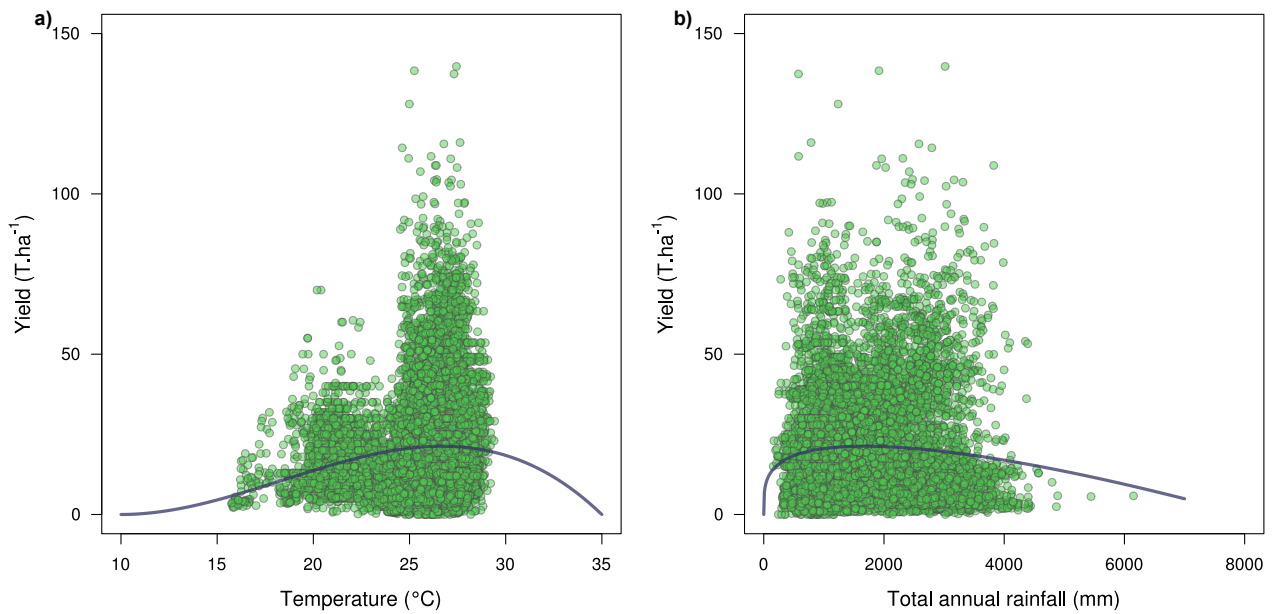 a)
150
100
50
0
Yield (T.ha⁻¹)
10 15 20 25 30 35
Temperature (°C)
b)
150
100
50
0
Yield (T.ha⁻¹)
0 2000 4000 6000 8000
Total annual rainfall (mm)